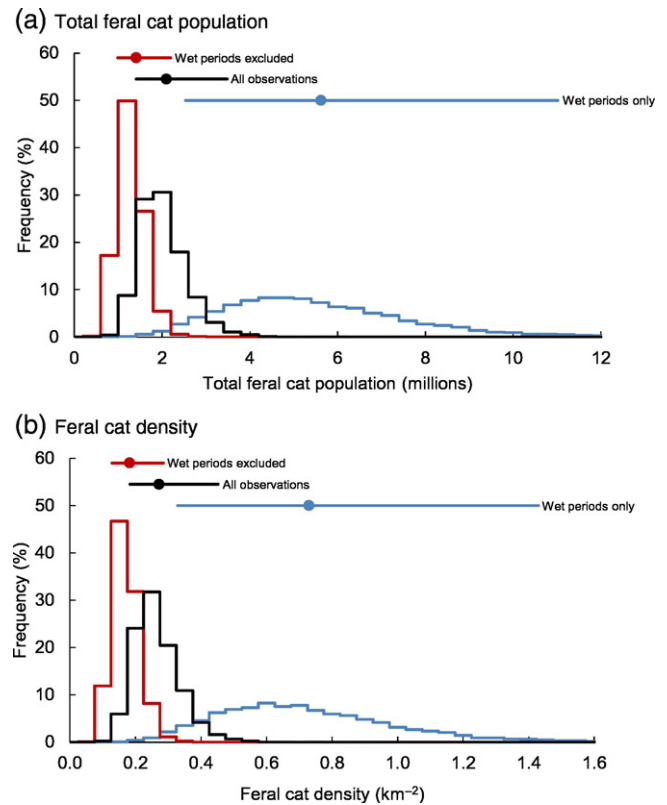 (a) Total feral cat population
60
Wet periods excluded
All observations
50
Wet periods only
40
30
20
10
0
Frequency (%)
0 2 4 6 8 10 12
Total feral cat population (millions)
(b) Feral cat density
60
Wet periods excluded
All observations
50
Wet periods only
40
30
20
10
0
Frequency (%)
0.0 0.2 0.4 0.6 0.8 1.0 1.2 1.4 1.6
Feral cat density (km⁻²)